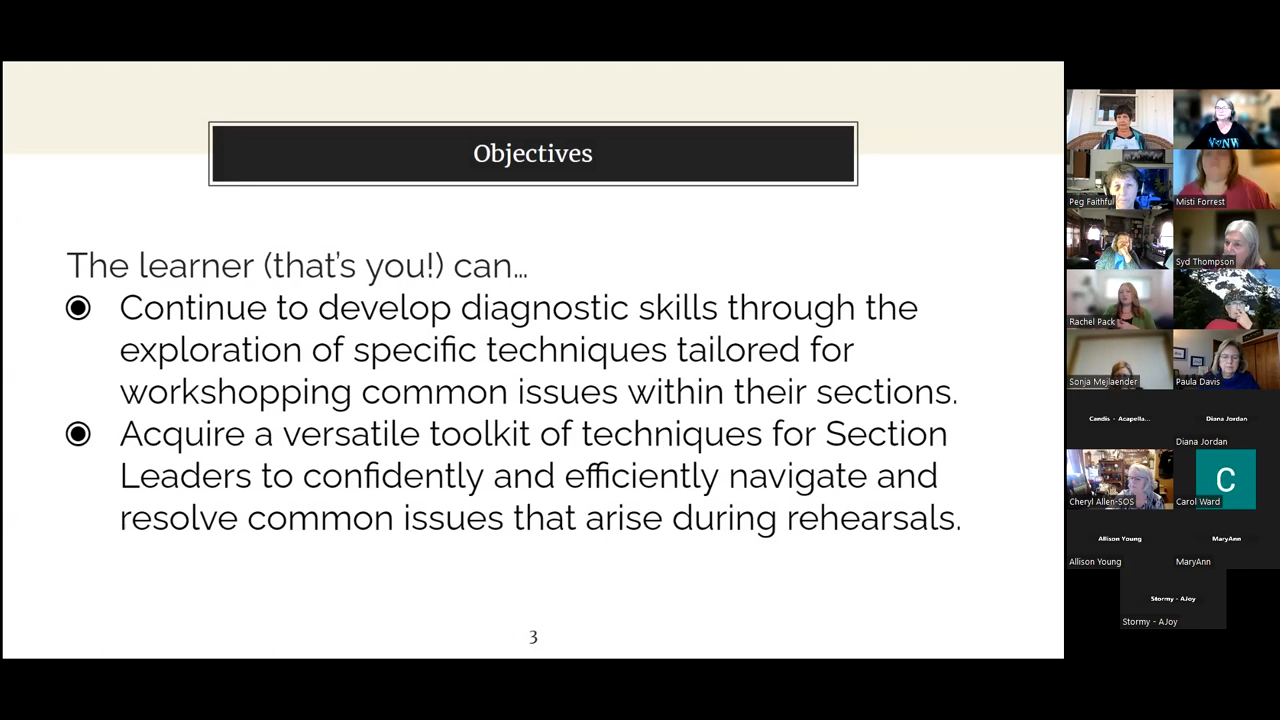 Objectives
The learner (that's you!) can...
◉ Continue to develop diagnostic skills through the
exploration of specific techniques tailored for
workshopping common issues within their sections.
◉ Acquire a versatile toolkit of techniques for Section
Leaders to confidently and efficiently navigate and
resolve common issues that arise during rehearsals.
3
Peg Faithful
Misti Forrest
Syd Thompson
Rachel Pack
Sonja Mejlaender
Paula Davis
Candis - Acapella...
Diana Jordan
Diana Jordan
Cheryl Allen-SOS
C
Carol Ward
Allison Young
MaryAnn
Allison Young
MaryAnn
Stormy - AJoy
Stormy - AJoy